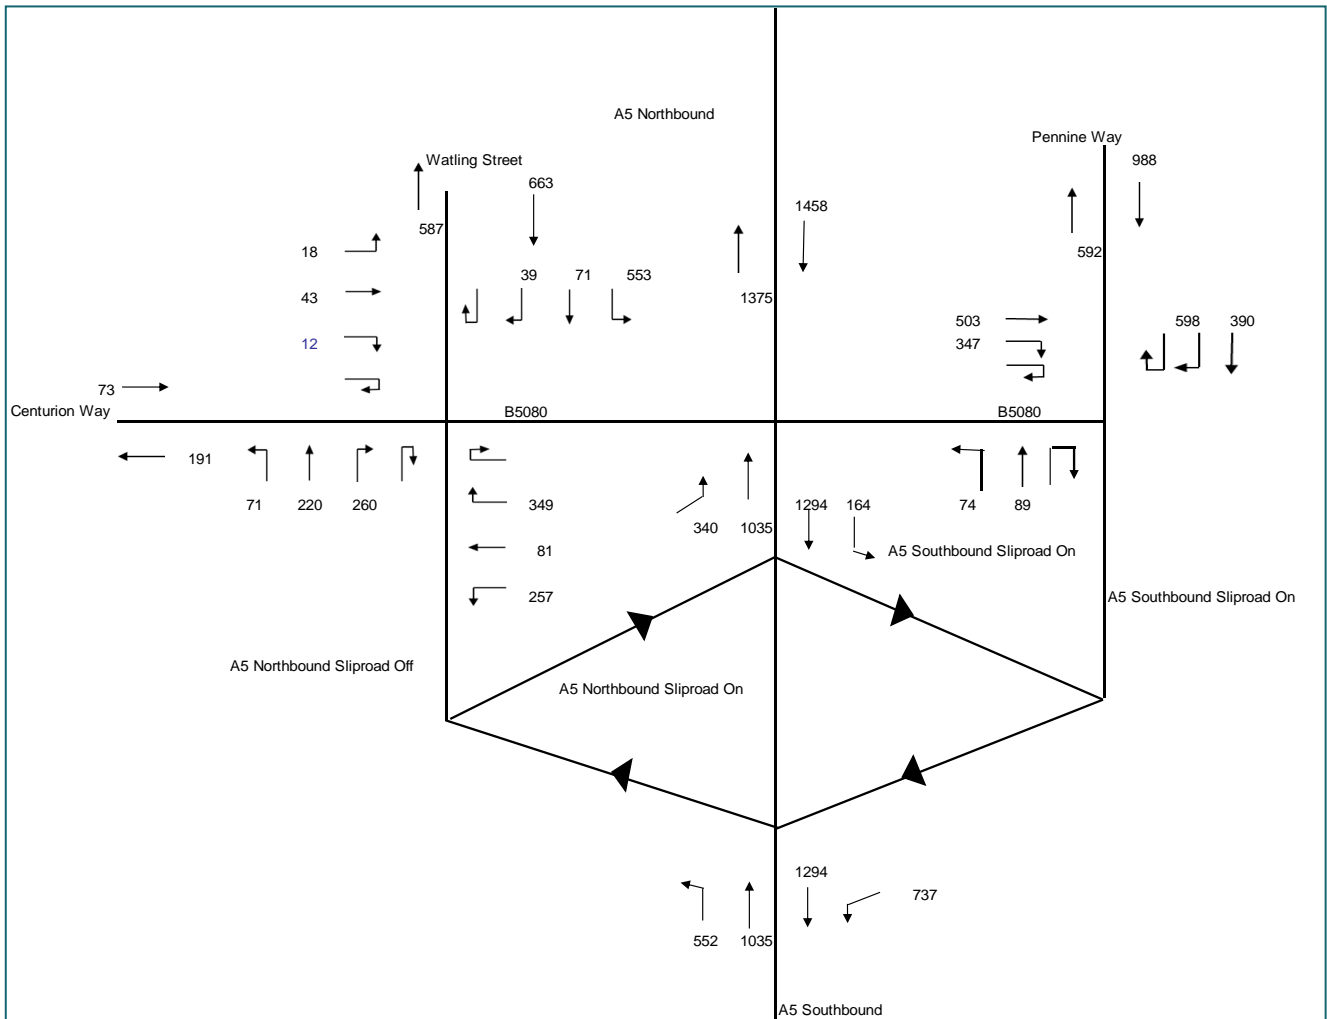 A5 Northbound
Pennine Way
Watling Street
988
663
1458
587
18
592
39 71 553
43
1375
503
598 390
12
347
73
Centurion Way
B5080
B5080
191
71 220 260
349
1294 164
74 89
340 1035
81
A5 Southbound Sliproad On
257
A5 Southbound Sliproad On
A5 Northbound Sliproad Off
A5 Northbound Sliproad On
1294
737
552 1035
A5 Southbound